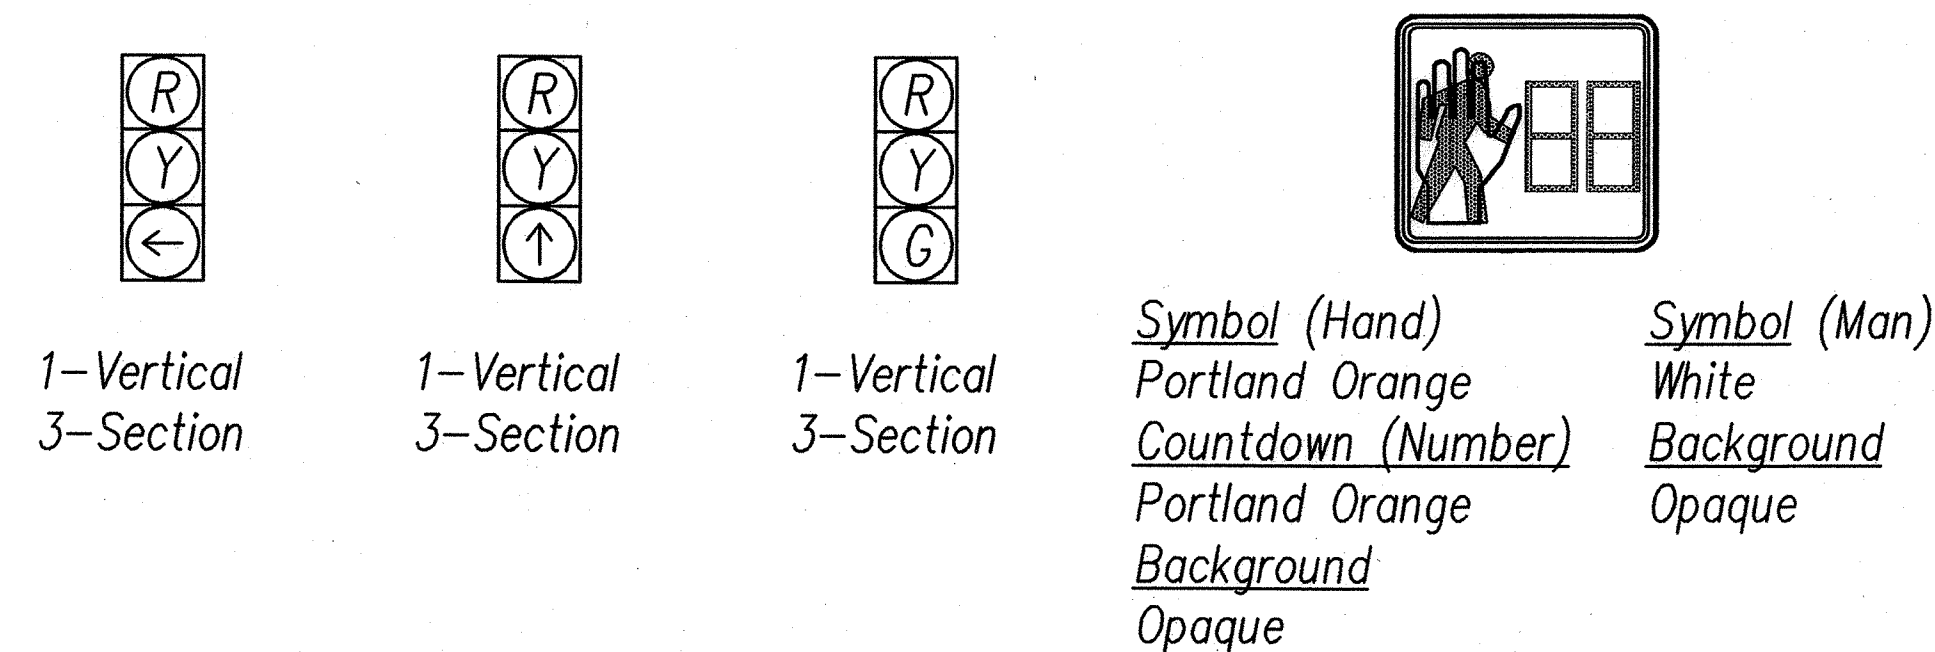 R
Y
←
1-Vertical
3-Section
R
Y
↑
1-Vertical
3-Section
R
Y
G
1-Vertical
3-Section
Symbol (Hand)
Portland Orange
Countdown (Number)
Portland Orange
Background
Opaque
Symbol (Man)
White
Background
Opaque